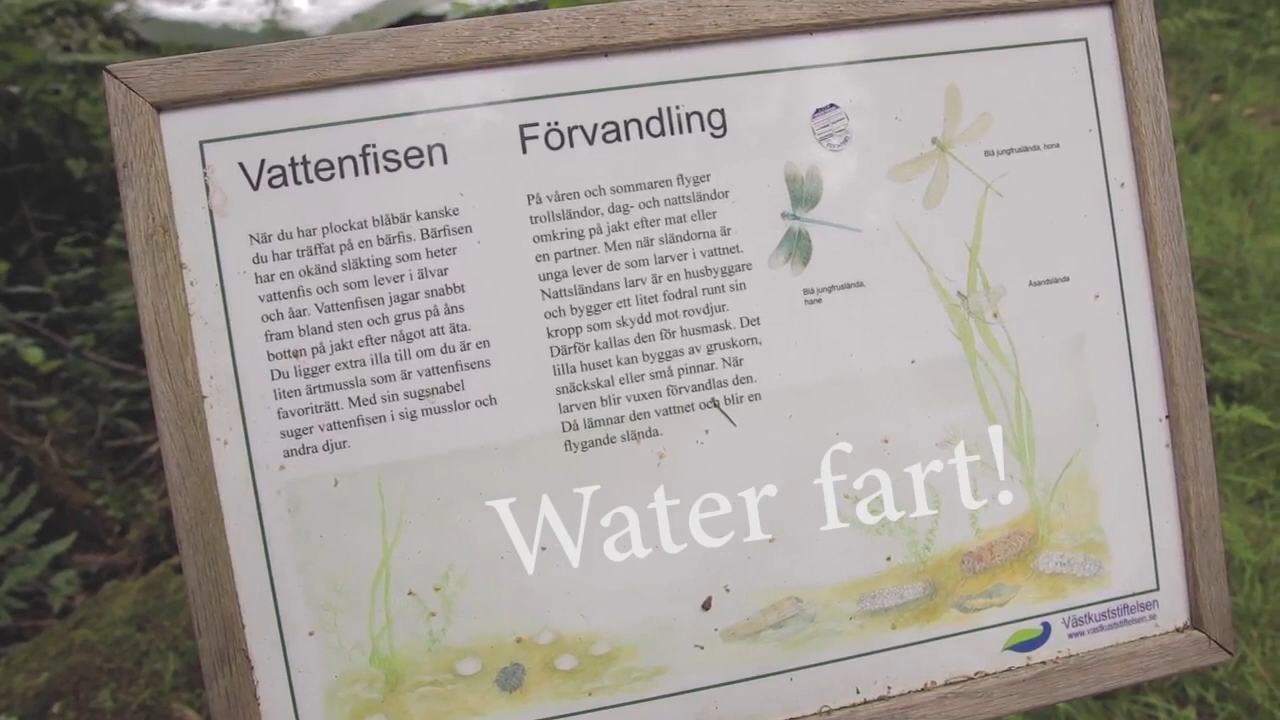 Vattenfisen
När du har plockat blåbär kanske
du har träffat på en bärfis. Bärfisen
har en okänd släkting som heter
vattenfis och som lever i älvar
och åar. Vattenfisen jagar snabbt
fram bland sten och grus på åns
botten på jakt efter något att äta.
Du ligger extra illa till om du är en
liten ärtmussla som är vattenfisens
favoriträtt. Med sin sugsnabel
suger vattenfisen i sig musslor och
andra djur.
Förvandling
På våren och sommaren flyger
trollsländor, dag- och nattsländor
omkring på jakt efter mat eller
en partner. Men när sländorna är
unga lever de som larver i vattnet.
Nattsländans larv är en husbyggare
och bygger ett litet fodral runt sin
kropp som skydd mot rovdjur.
Därför kallas den för husmask. Det
lilla huset kan byggas av gruskorn,
snäckskal eller små pinnar. När
larven blir vuxen förvandlas den.
Då lämnar den vattnet och blir en
flygande slända.
Blå jungfruslända, hona
Blå jungfruslända,
hane
Åsandslända
Water fart!
Västkuststiftelsen
www.vastkuststiftelsen.se